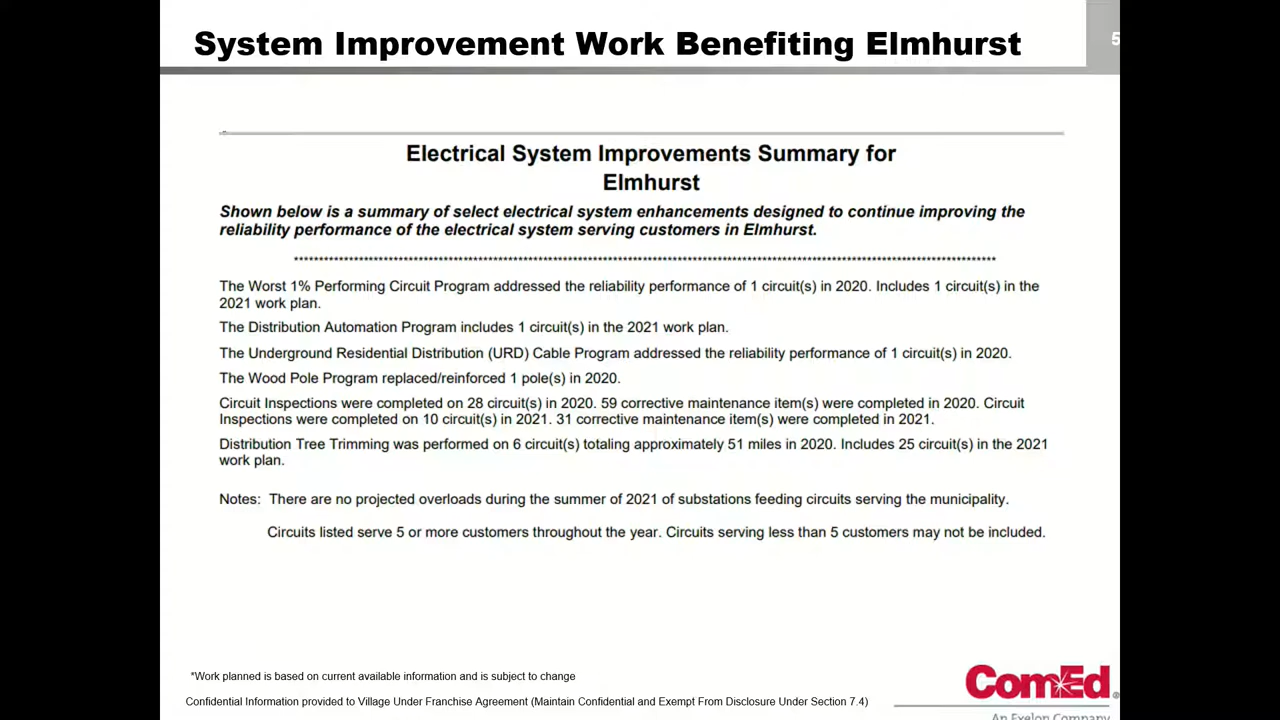 System Improvement Work Benefiting Elmhurst
5
Electrical System Improvements Summary for
Elmhurst
Shown below is a summary of select electrical system enhancements designed to continue improving the
reliability performance of the electrical system serving customers in Elmhurst.
The Worst 1% Performing Circuit Program addressed the reliability performance of 1 circuit(s) in 2020. Includes 1 circuit(s) in the
2021 work plan.
The Distribution Automation Program includes 1 circuit(s) in the 2021 work plan.
The Underground Residential Distribution (URD) Cable Program addressed the reliability performance of 1 circuit(s) in 2020.
The Wood Pole Program replaced/reinforced 1 pole(s) in 2020.
Circuit Inspections were completed on 28 circuit(s) in 2020. 59 corrective maintenance item(s) were completed in 2020. Circuit
Inspections were completed on 10 circuit(s) in 2021. 31 corrective maintenance item(s) were completed in 2021.
Distribution Tree Trimming was performed on 6 circuit(s) totaling approximately 51 miles in 2020. Includes 25 circuit(s) in the 2021
work plan.
Notes: There are no projected overloads during the summer of 2021 of substations feeding circuits serving the municipality.
Circuits listed serve 5 or more customers throughout the year. Circuits serving less than 5 customers may not be included.
*Work planned is based on current available information and is subject to change
Confidential Information provided to Village Under Franchise Agreement (Maintain Confidential and Exempt From Disclosure Under Section 7.4)
ComEd®
An Exelon Company